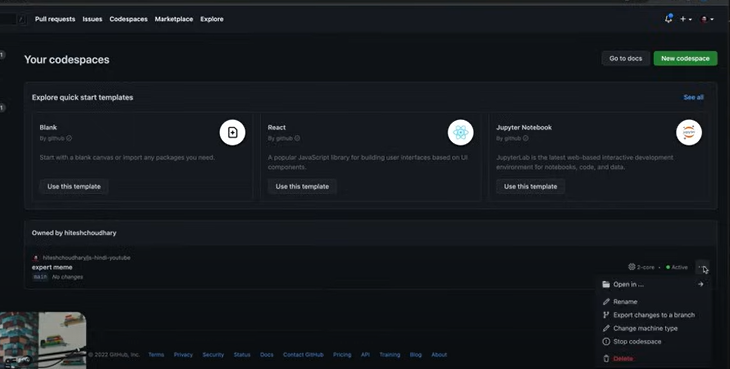 Pull requests Issues Codespaces Marketplace Explore
Your codespaces
Go to docs
New codespace
Explore quick start templates
See all
Blank
By github
Start with a blank canvas or import any packages you need.
Use this template
React
By github
A popular JavaScript library for building user interfaces based on UI
components.
Use this template
Jupyter Notebook
By github
JupyterLab is the latest web-based interactive development
environment for notebooks, code, and data.
Use this template
Owned by hiteshchoudhary
hiteshchoudhary/js-hindi-youtube
expert meme
main No changes
2-core • Active
Open in ...
Rename
Export changes to a branch
Change machine type
Stop codespace
Delete
© 2022 GitHub, Inc. Terms Privacy Security Status Docs Contact GitHub Pricing API Training Blog About